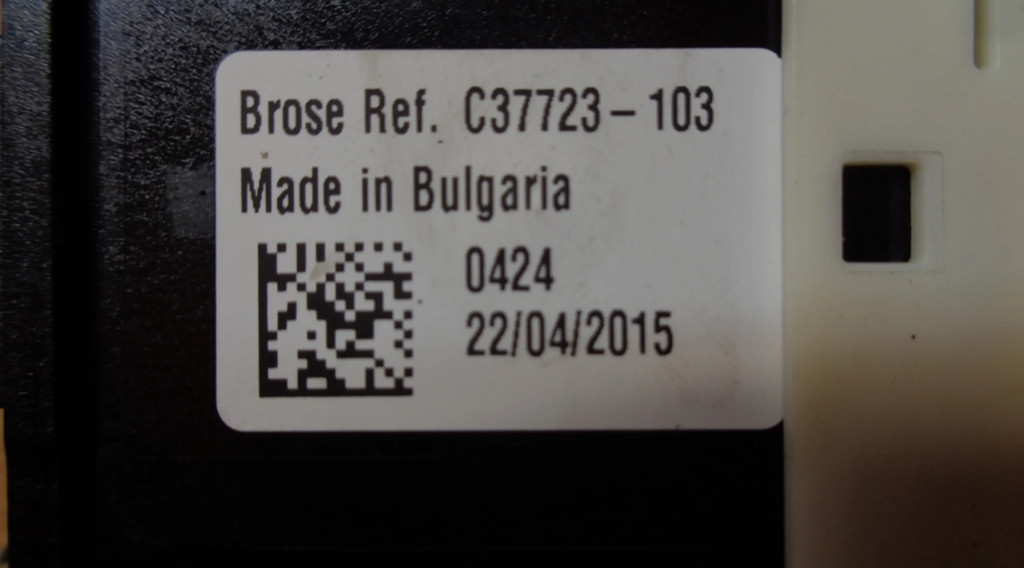 Brose Ref. C37723-103
Made in Bulgaria
0424
22/04/2015